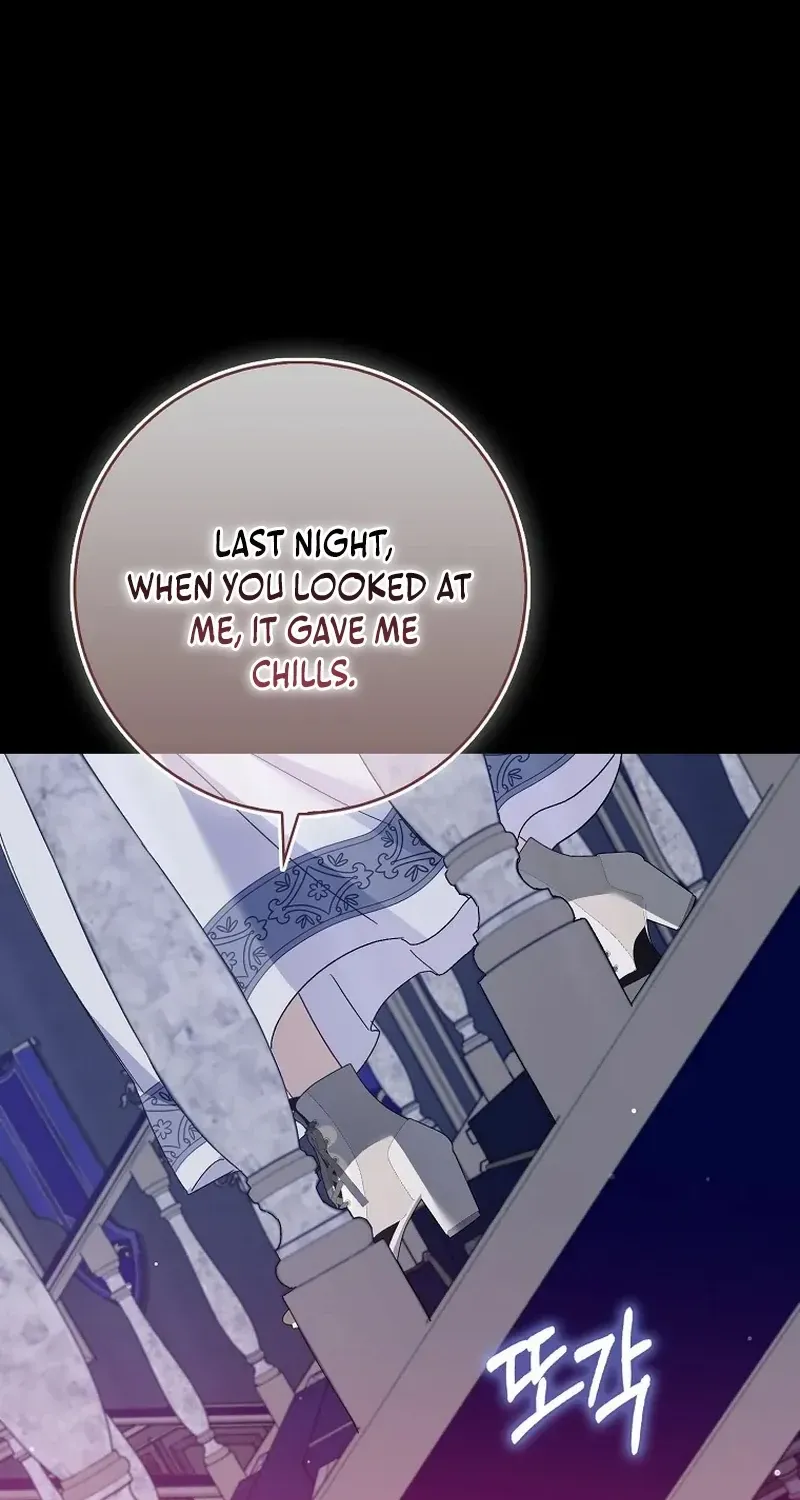 LAST NIGHT,
WHEN YOU LOOKED AT
ME, IT GAVE ME
CHILLS.
또각